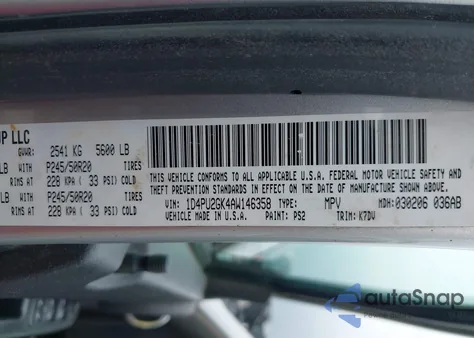 UP LLC
GVWR: 2541 KG 5600 LB
LB P245/50R20 TIRES
RIMS AT 228 KPA ( 33 PSI) COLD
LB P245/50R20 TIRES
RIMS AT 228 KPA ( 33 PSI) COLD
THIS VEHICLE CONFORMS TO ALL APPLICABLE U.S.A. FEDERAL MOTOR VEHICLE SAFETY AND
THEFT PREVENTION STANDARDS IN EFFECT ON THE DATE OF MANUFACTURE SHOWN ABOVE.
VIN: 1D4PU2GK4AW146358 TYPE: MPV MDH: 030206 036AB
VEHICLE MADE IN U.S.A. PAINT: PS2 TRIM: K7DV
autoSnap